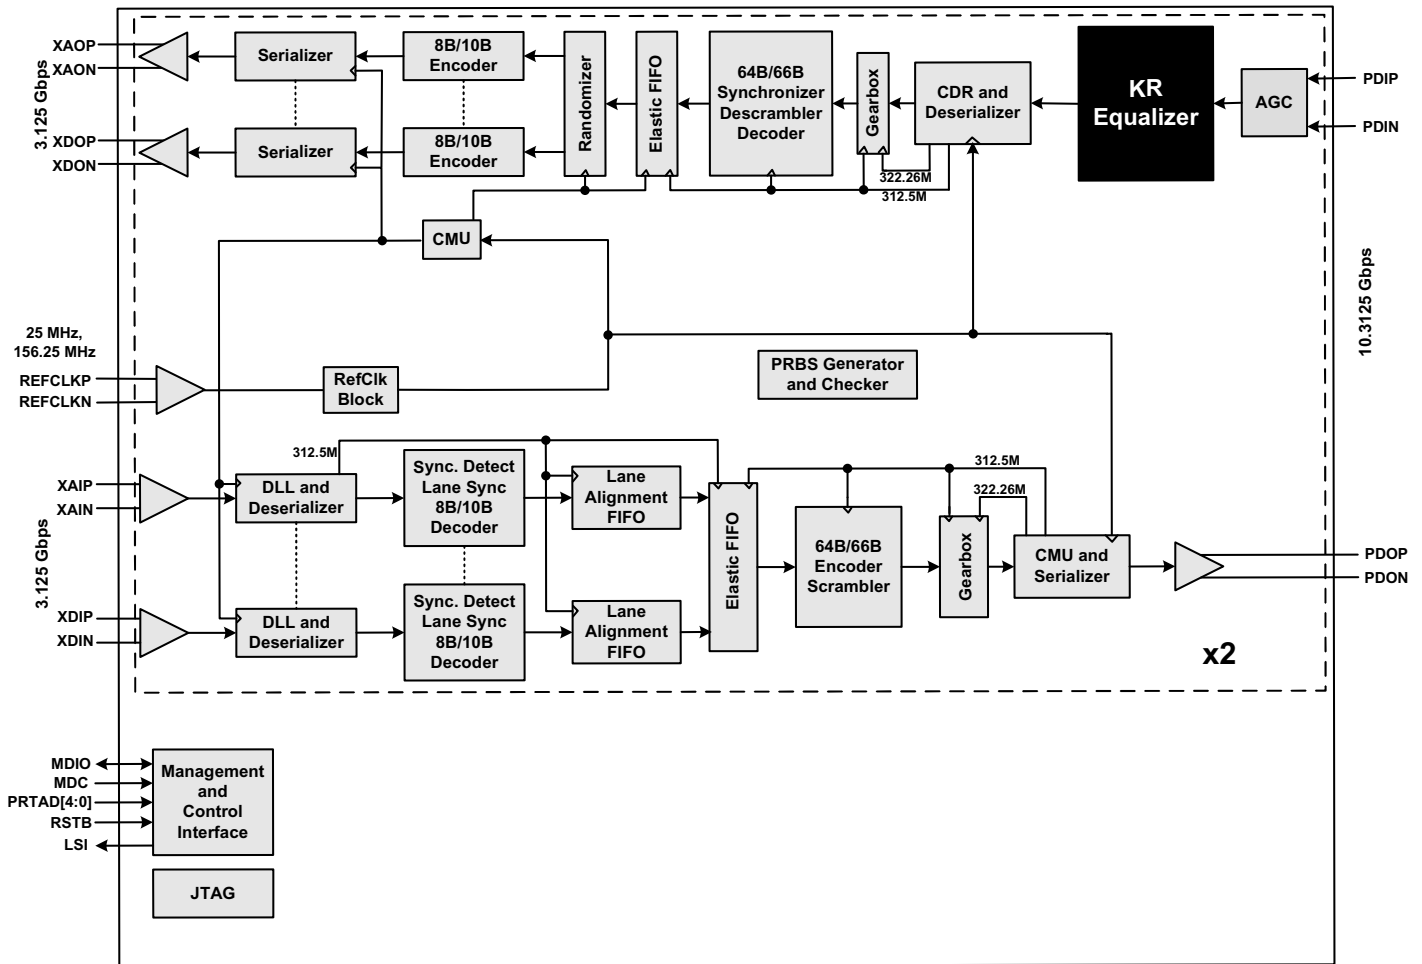 XAOP
XAON
3.125 Gbps
XDOP
XDON
Serializer
8B/10B
Encoder
Serializer
8B/10B
Encoder
Randomizer
Elastic FIFO
64B/66B
Synchronizer
Descrambler
Decoder
Gearbox
CDR and
Deserializer
KR
Equalizer
AGC
PDIP
PDIN
322.26M
312.5M
CMU
10.3125 Gbps
25 MHz,
156.25 MHz
REFCLKP
REFCLKN
RefClk
Block
PRBS Generator
and Checker
XAIP
XAIN
3.125 Gbps
XDIP
XDIN
312.5M
DLL and
Deserializer
Sync. Detect
Lane Sync
8B/10B
Decoder
Lane
Alignment
FIFO
DLL and
Deserializer
Sync. Detect
Lane Sync
8B/10B
Decoder
Lane
Alignment
FIFO
Elastic FIFO
64B/66B
Encoder
Scrambler
312.5M
322.26M
Gearbox
CMU and
Serializer
PDOP
PDON
x2
MDIO
MDC
PRTAD[4:0]
RSTB
LSI
Management
and
Control
Interface
JTAG